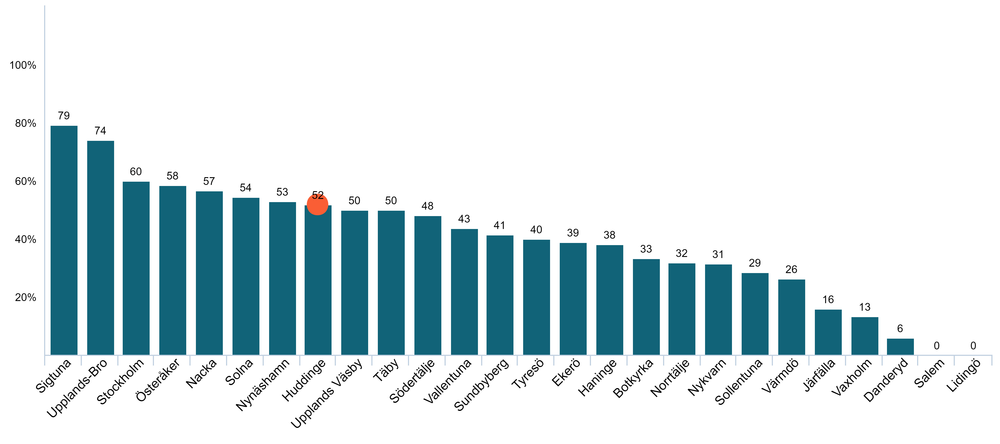 100%
80%
60%
40%
20%
79
74
60
58
57
54
53
52
50
50
48
43
41
40
39
38
33
32
31
29
26
16
13
6
0
0
Sigtuna
Upplands-Bro
Stockholm
Österåker
Nacka
Solna
Nynäshamn
Huddinge
Upplands Väsby
Täby
Södertälje
Vallentuna
Sundbyberg
Tyresö
Ekerö
Haninge
Botkyrka
Norrtälje
Nykvarn
Sollentuna
Värmdö
Järfälla
Vaxholm
Danderyd
Salem
Lidingö